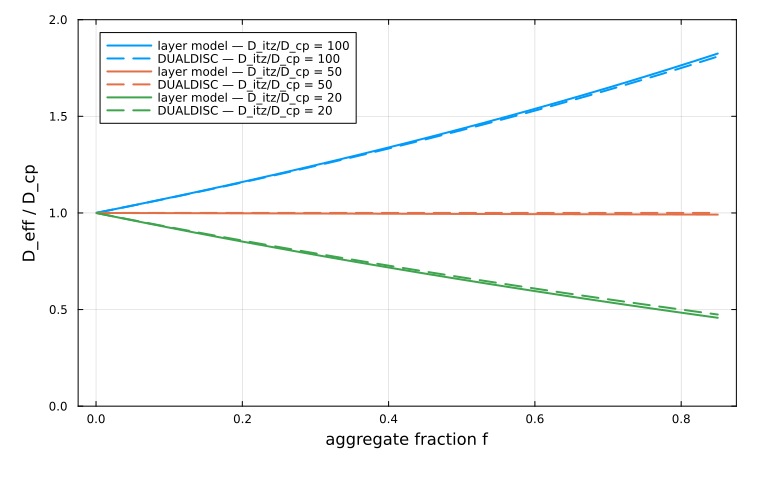 2.0
1.5
1.0
0.5
0.0
D_eff / D_cp
layer model — D_itz/D_cp = 100
DUALDISC — D_itz/D_cp = 100
layer model — D_itz/D_cp = 50
DUALDISC — D_itz/D_cp = 50
layer model — D_itz/D_cp = 20
DUALDISC — D_itz/D_cp = 20
0.0 0.2 0.4 0.6 0.8
aggregate fraction f